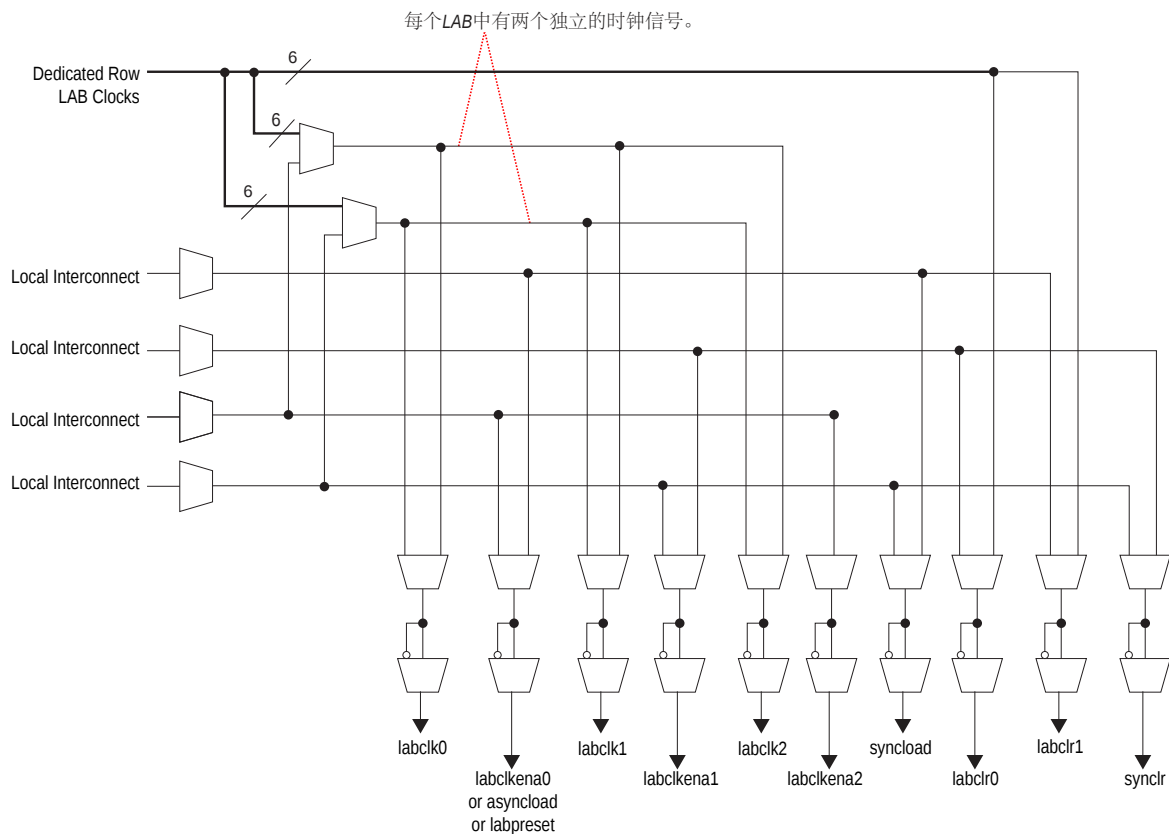 每个LAB中有两个独立的时钟信号。
6
Dedicated Row
LAB Clocks
6
6
Local Interconnect
Local Interconnect
Local Interconnect
Local Interconnect
labclk0
labclk1
labclk2
syncload
labclr1
labclkena0
or asyncload
or labpreset
labclkena1
labclkena2
labclr0
synclr